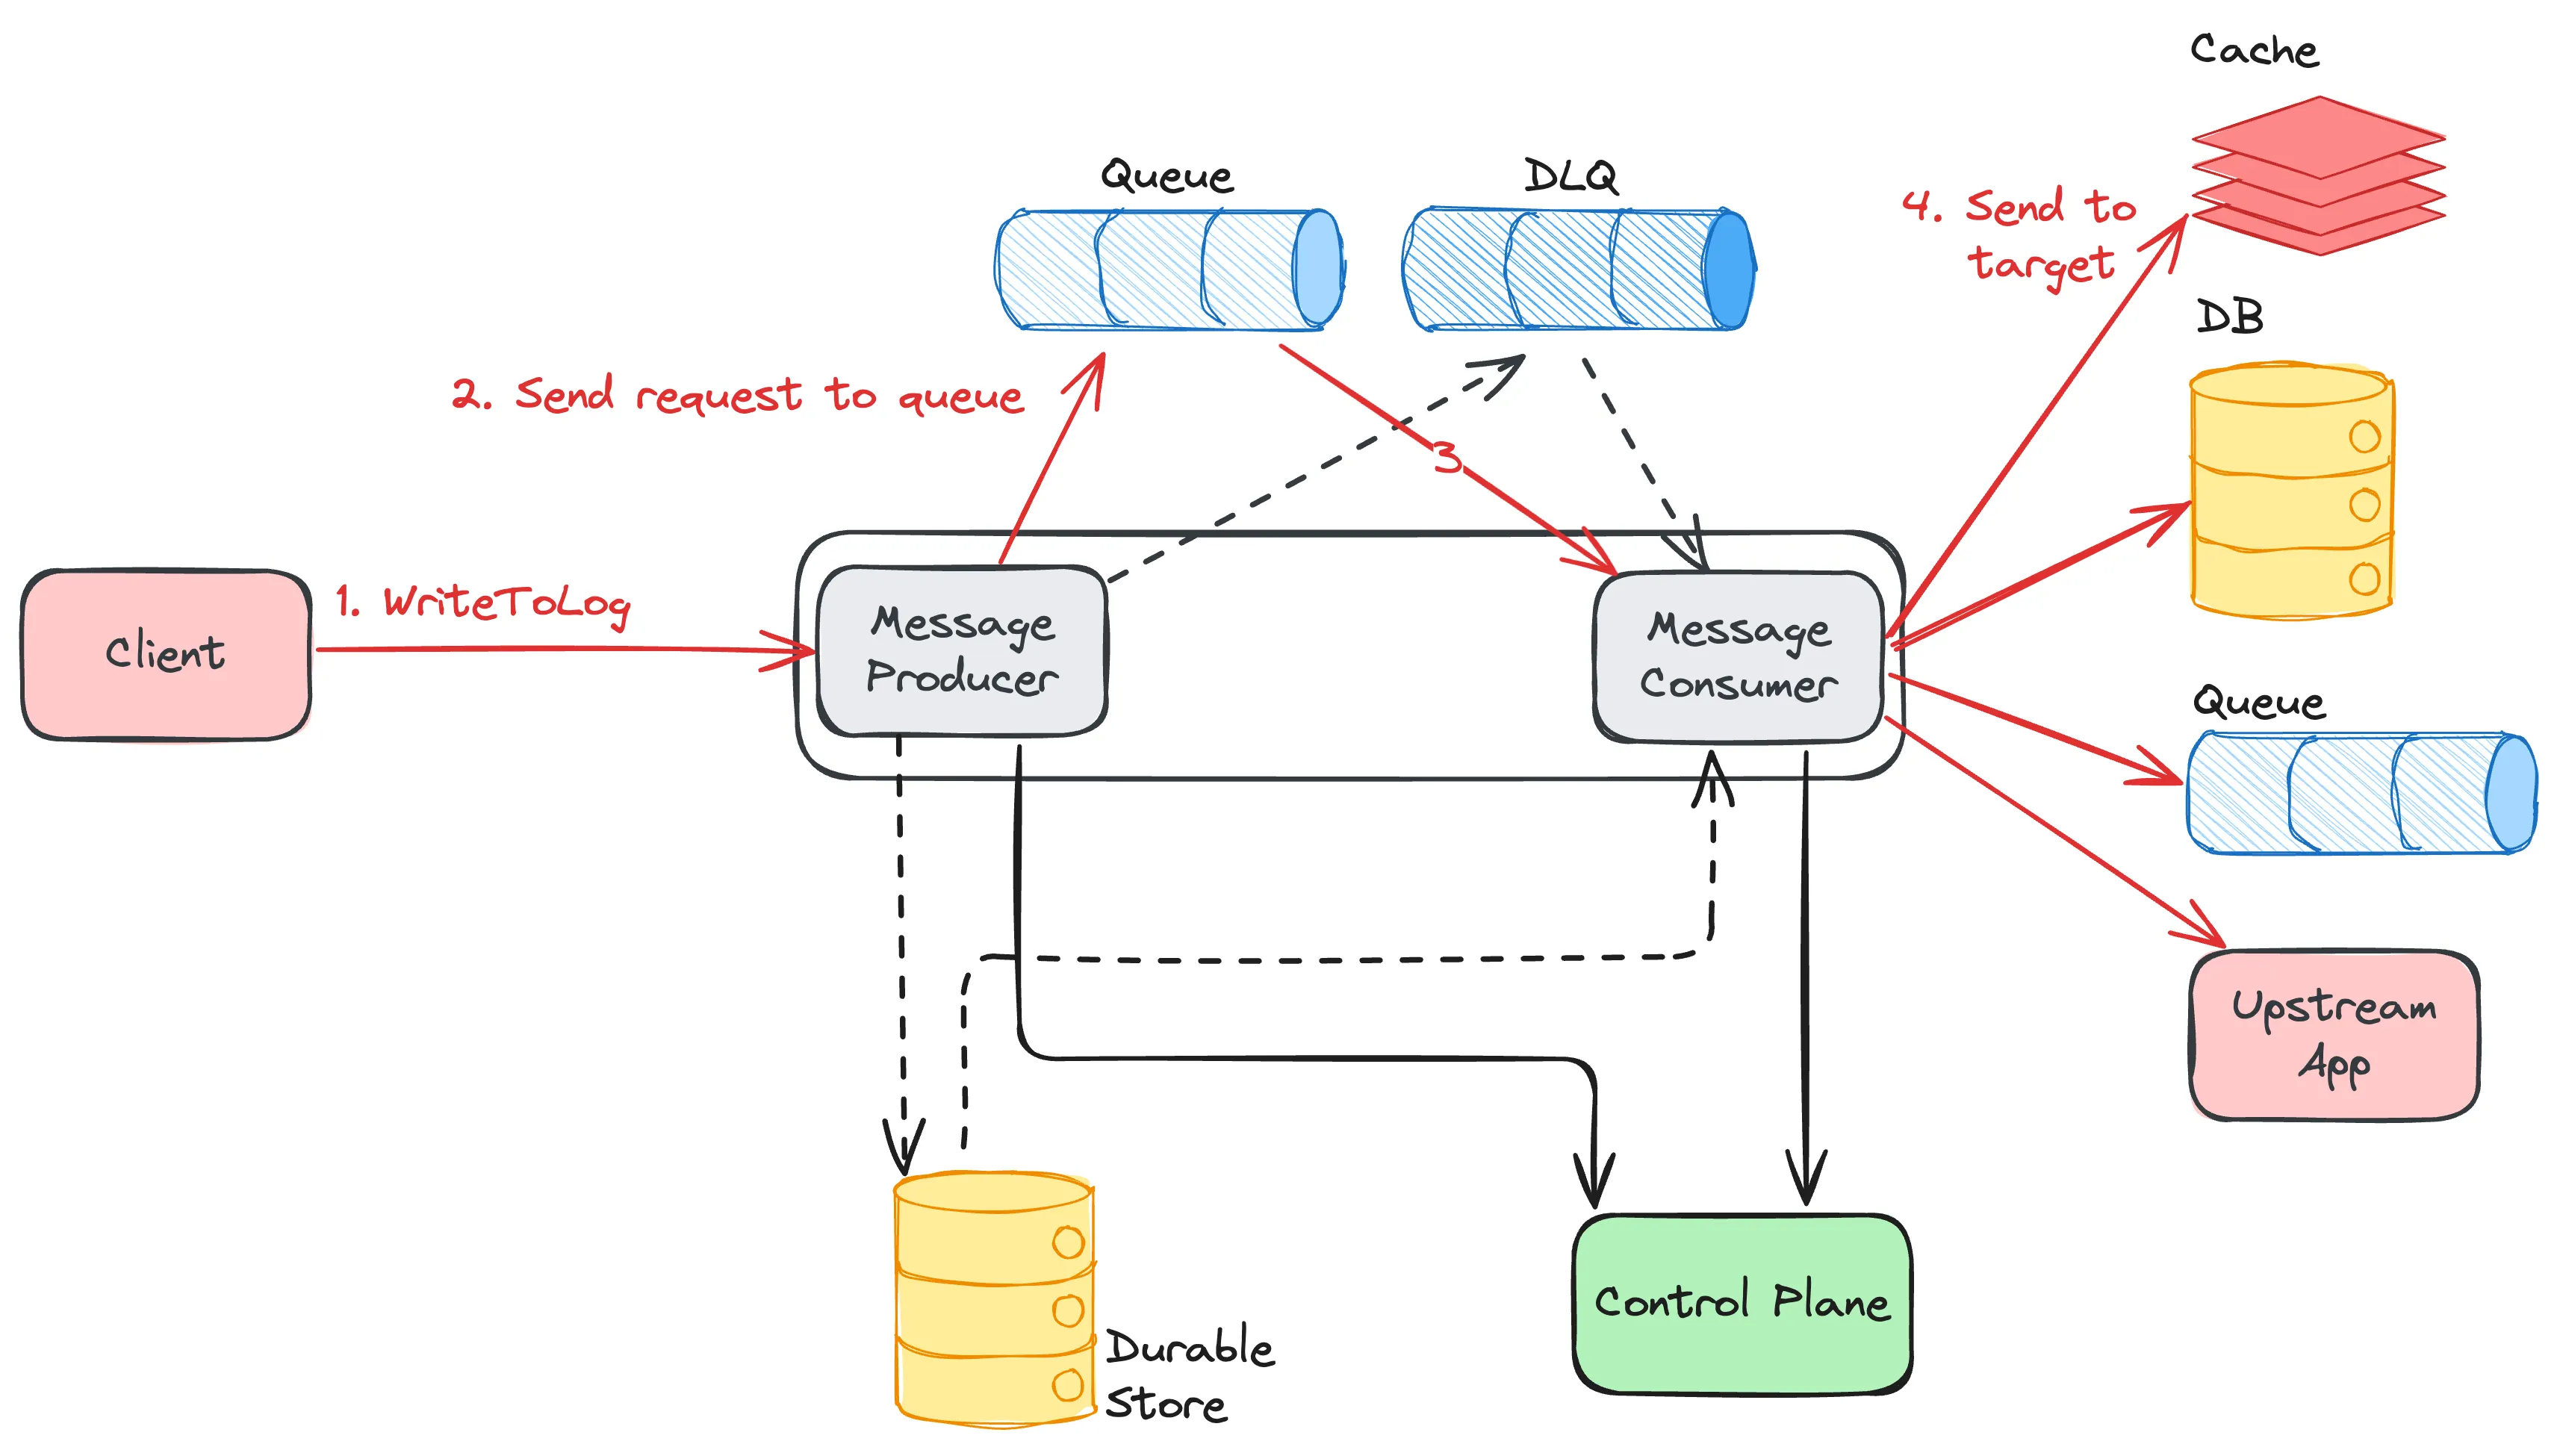 Cache
Queue
DLQ
4. Send to
target
DB
2. Send request to queue
3
1. WriteToLog
Client
Message
Producer
Message
Consumer
Queue
Upstream
App
Control Plane
Durable
Store